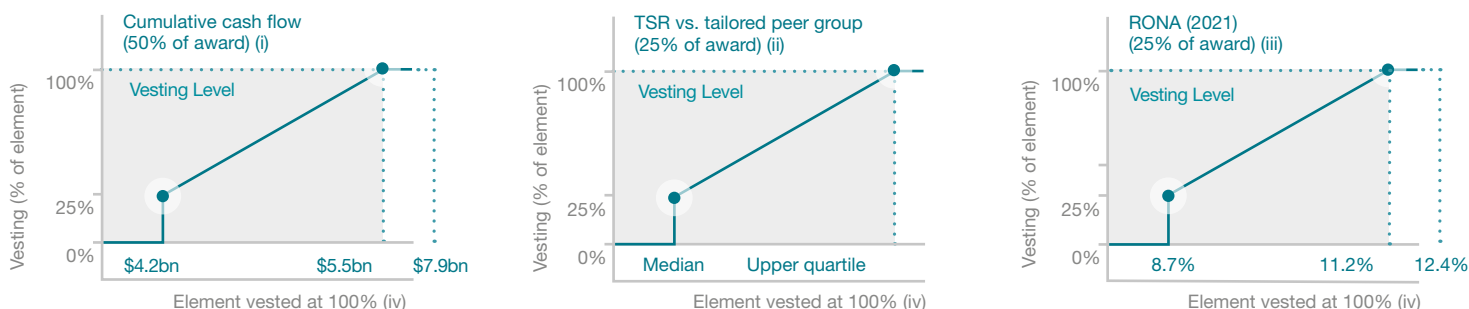 Cumulative cash flow
(50% of award) (i)
100%
Vesting Level
Vesting (% of element)
25%
0%
$4.2bn
$5.5bn
$7.9bn
Element vested at 100% (iv)
TSR vs. tailored peer group
(25% of award) (ii)
100%
Vesting Level
Vesting (% of element)
25%
0%
Median
Upper quartile
Element vested at 100% (iv)
RONA (2021)
(25% of award) (iii)
100%
Vesting Level
Vesting (% of element)
25%
0%
8.7%
11.2%
12.4%
Element vested at 100% (iv)